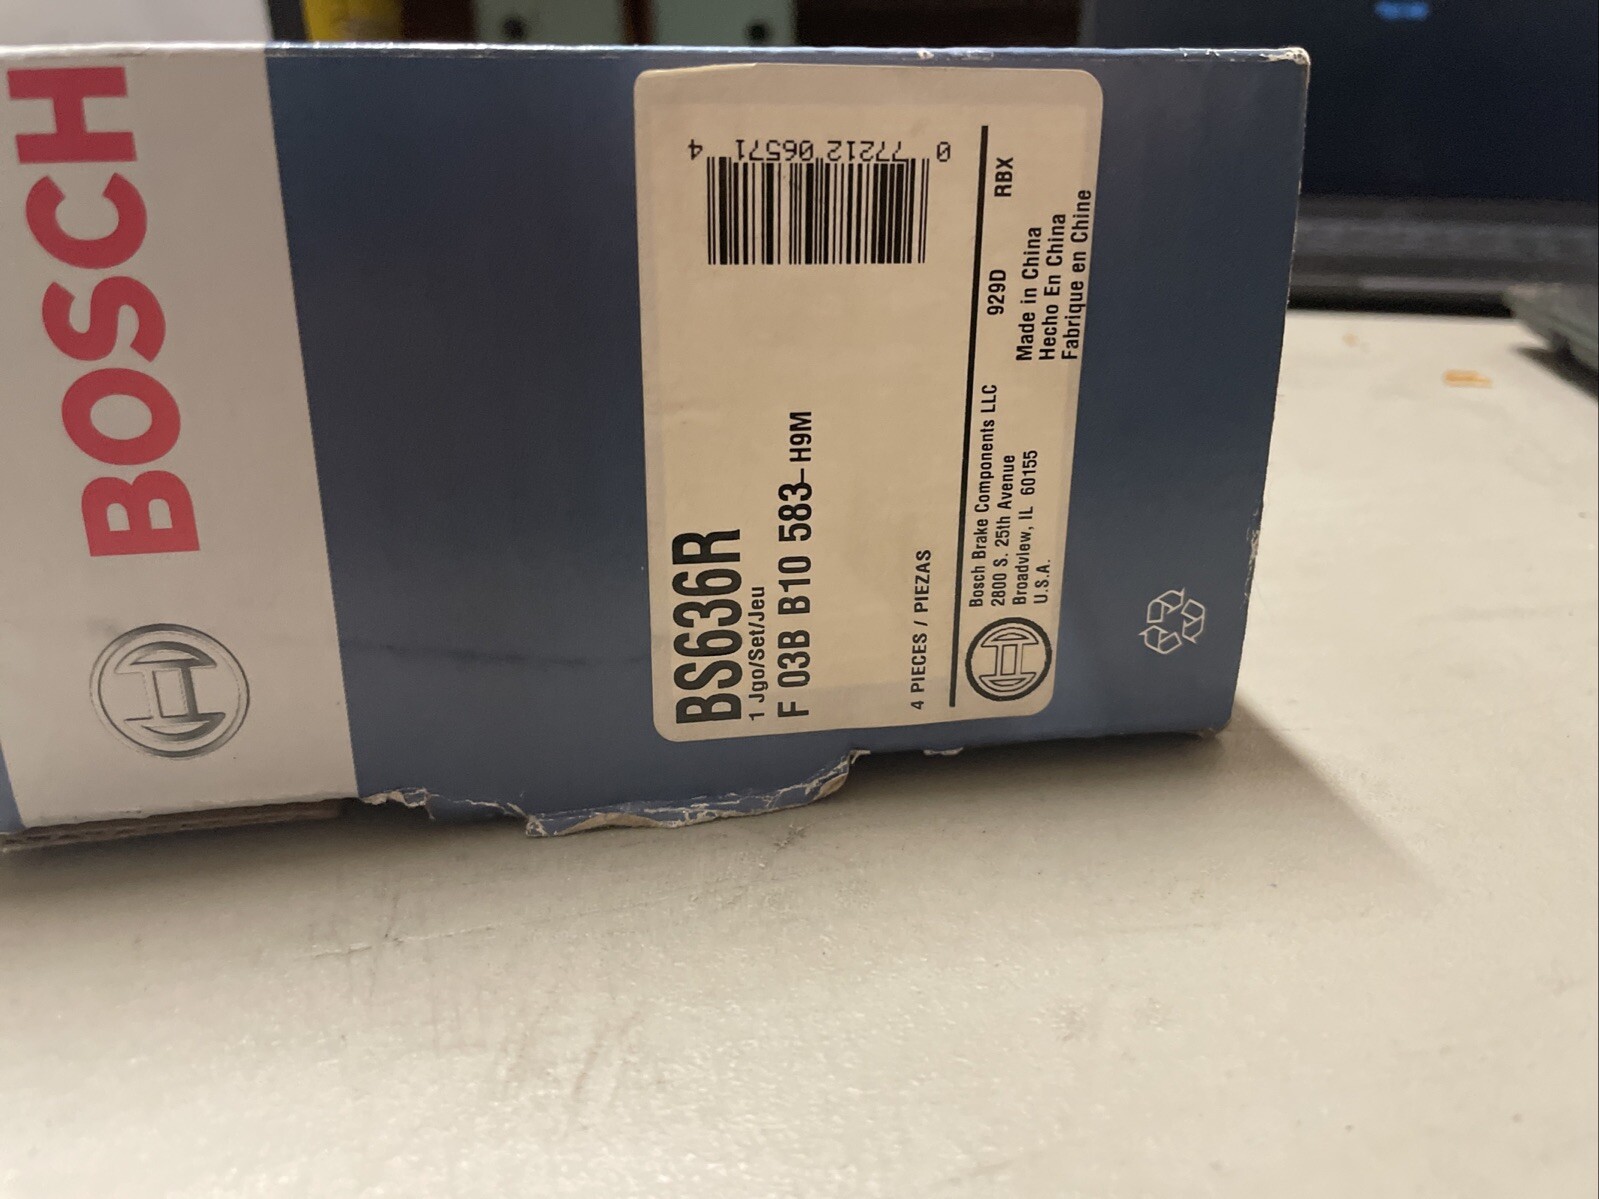 BOSCH
BS636R
1 Jgo/Set/Jeu
F 03B B10 583-H9M
4 PIECES / PIEZAS
0 77212 06571 4
Bosch Brake Components LLC
2800 S. 25th Avenue
Broadview, IL 60155
U.S.A.
929D RBX
Made in China
Hecho En China
Fabrique en Chine